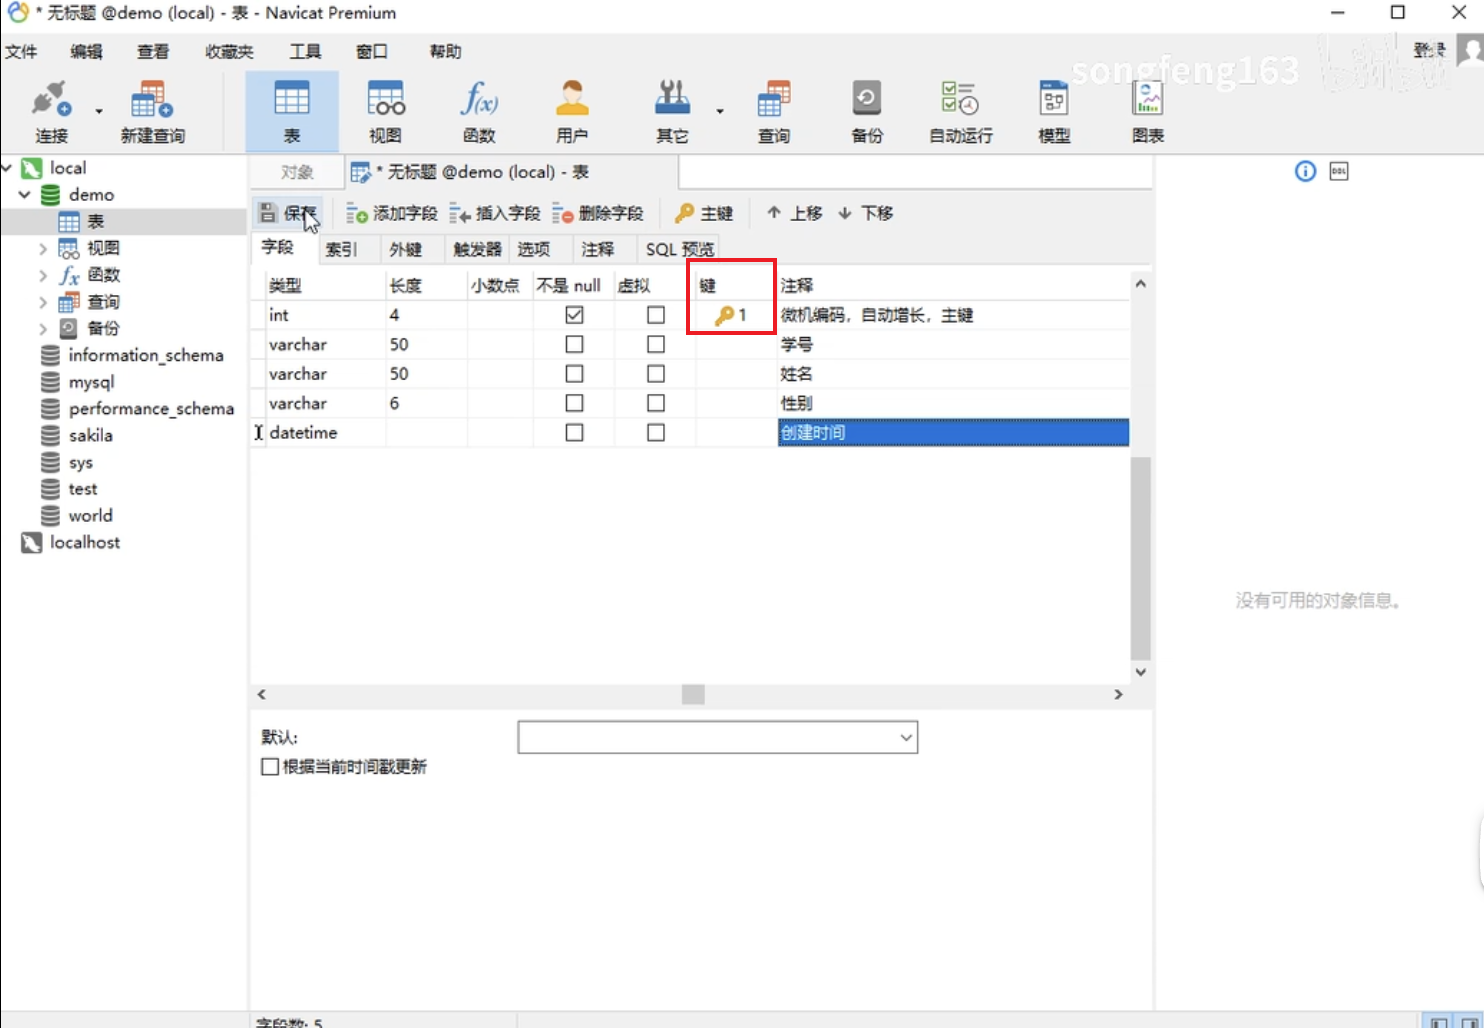 * 无标题 @demo (local) - 表 - Navicat Premium
文件 编辑 查看 收藏夹 工具 窗口 帮助 登录
songfeng163
连接 新建查询 表 视图 函数 用户 其它 查询 备份 自动运行 模型 图表
local
demo
表
视图
函数
查询
备份
information_schema
mysql
performance_schema
sakila
sys
test
world
localhost
对象 * 无标题 @demo (local) - 表
保存 添加字段 插入字段 删除字段 主键 上移 下移
字段 索引 外键 触发器 选项 注释 SQL 预览
类型 长度 小数点 不是 null 虚拟 键 注释
int 4 1 微机编码，自动增长，主键
varchar 50 学号
varchar 50 姓名
varchar 6 性别
datetime 创建时间
默认:
根据当前时间戳更新
DDL
没有可用的对象信息。
字段数: 5